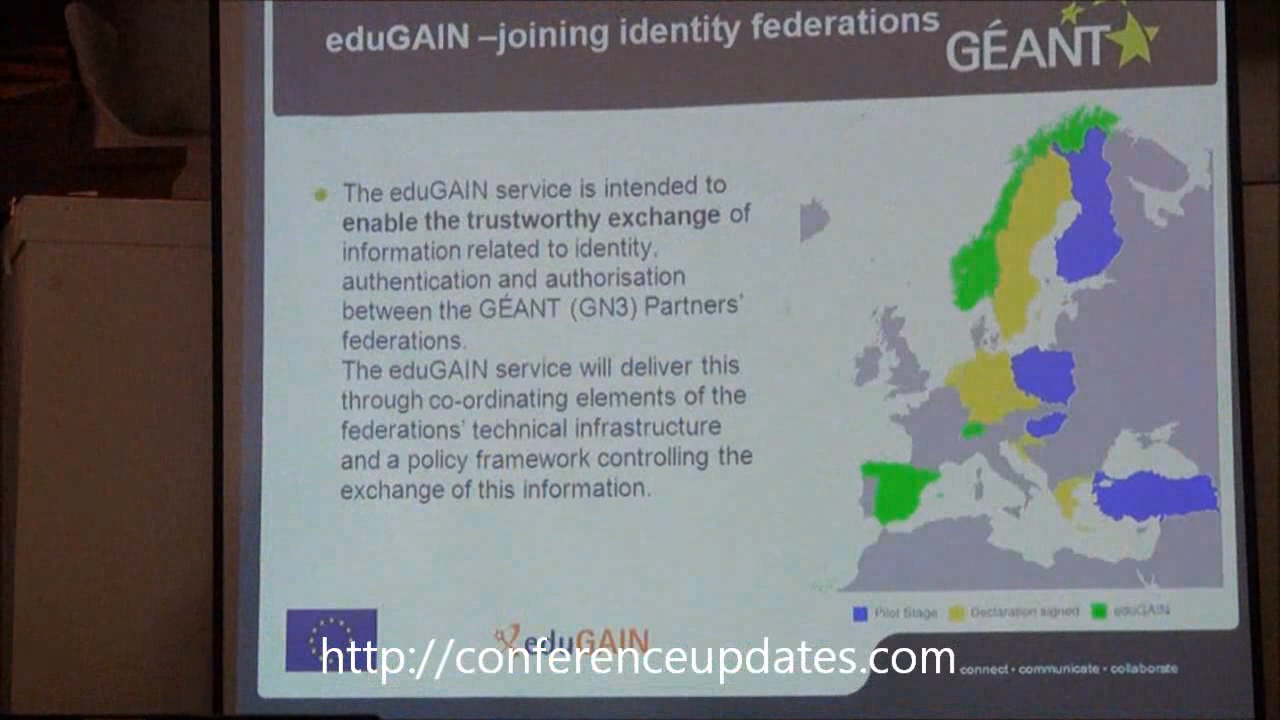 eduGAIN –joining identity federations
GÉANT
The eduGAIN service is intended to
enable the trustworthy exchange of
information related to identity,
authentication and authorisation
between the GÉANT (GN3) Partners'
federations.
The eduGAIN service will deliver this
through co-ordinating elements of the
federations' technical infrastructure
and a policy framework controlling the
exchange of this information.
Pilot Stage
Declaration signed
eduGAIN
eduGAIN
http://conferenceupdates.com
connect • communicate • collaborate